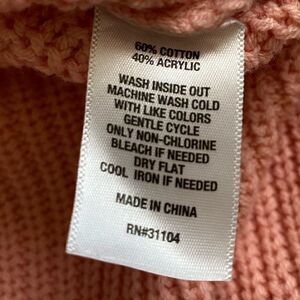 60% COTTON
40% ACRYLIC
WASH INSIDE OUT
MACHINE WASH COLD
WITH LIKE COLORS
GENTLE CYCLE
ONLY NON-CHLORINE
BLEACH IF NEEDED
DRY FLAT
COOL IRON IF NEEDED
MADE IN CHINA
RN#31104